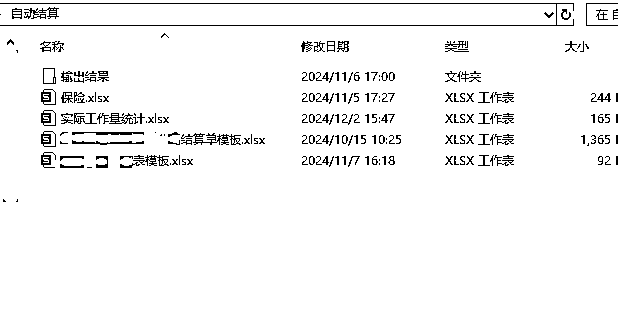 自动结算 在
名称 修改日期 类型 大小
输出结果 2024/11/6 17:00 文件夹
保险.xlsx 2024/11/5 17:27 XLSX 工作表 244
实际工作量统计.xlsx 2024/12/2 15:47 XLSX 工作表 165
结算单模板.xlsx 2024/10/15 10:25 XLSX 工作表 1,365
表模板.xlsx 2024/11/7 16:18 XLSX 工作表 92